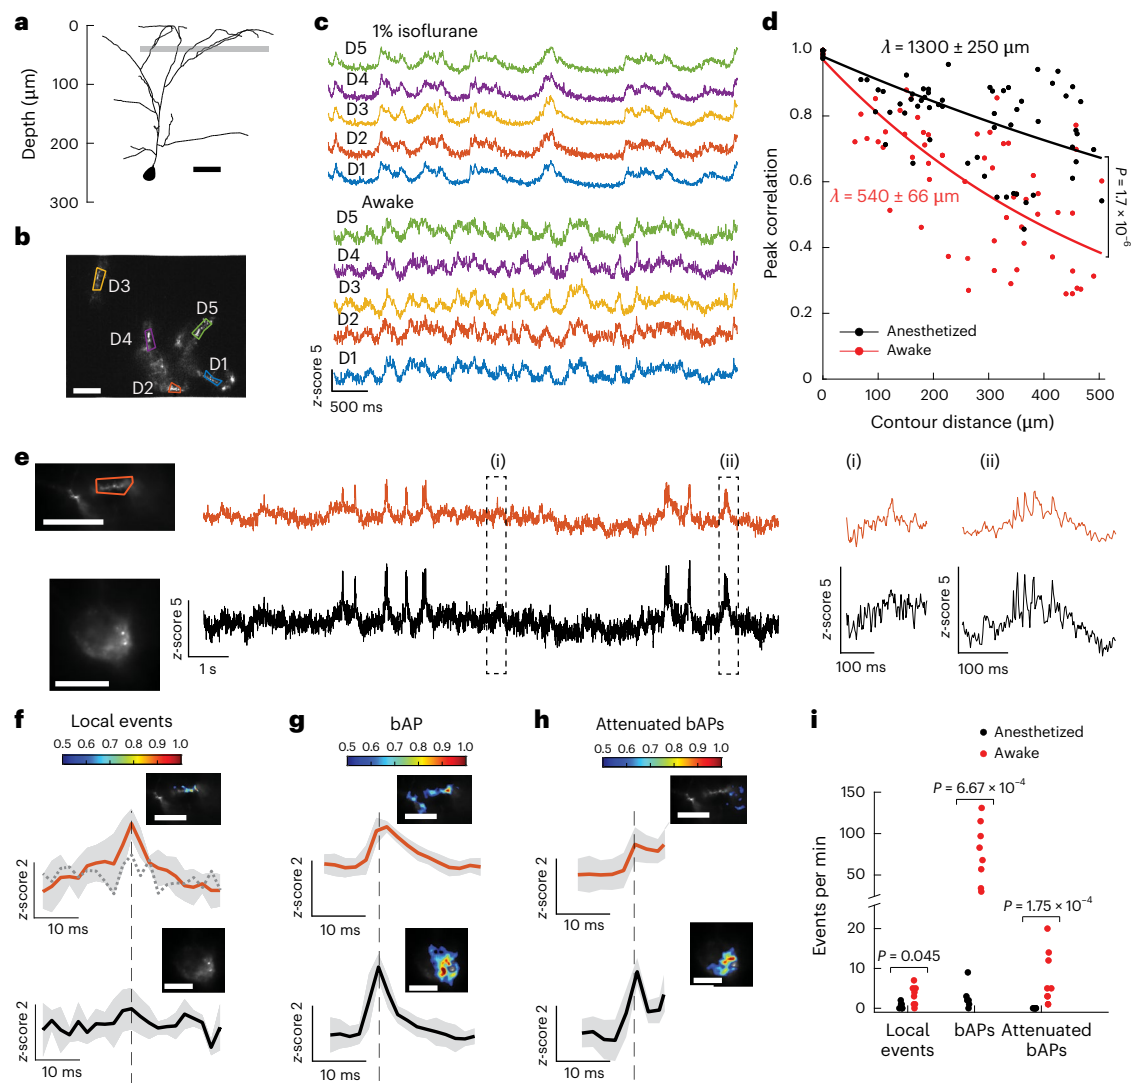 a
0
100
200
300
Depth (µm)
b
D3
D5
D4
D1
D2
c
1% isoflurane
D5
D4
D3
D2
D1
Awake
D5
D4
D3
D2
D1
z-score 5
500 ms
d
λ = 1300 ± 250 µm
λ = 540 ± 66 µm
P = 1.7 × 10⁻⁶
1.0
0.8
0.6
0.4
0.2
0
Peak correlation
Anesthetized
Awake
0 100 200 300 400 500
Contour distance (µm)
e
(i)
(ii)
(i)
(ii)
z-score 5
1 s
z-score 5
100 ms
z-score 5
100 ms
f
Local events
0.5 0.6 0.7 0.8 0.9 1.0
z-score 2
10 ms
z-score 2
10 ms
g
bAP
0.5 0.6 0.7 0.8 0.9 1.0
z-score 2
10 ms
z-score 2
10 ms
h
Attenuated bAPs
0.5 0.6 0.7 0.8 0.9 1.0
z-score 2
10 ms
z-score 2
10 ms
i
Anesthetized
Awake
P = 6.67 × 10⁻⁴
P = 1.75 × 10⁻⁴
P = 0.045
150
100
50
20
10
0
Events per min
Local events
bAPs
Attenuated bAPs